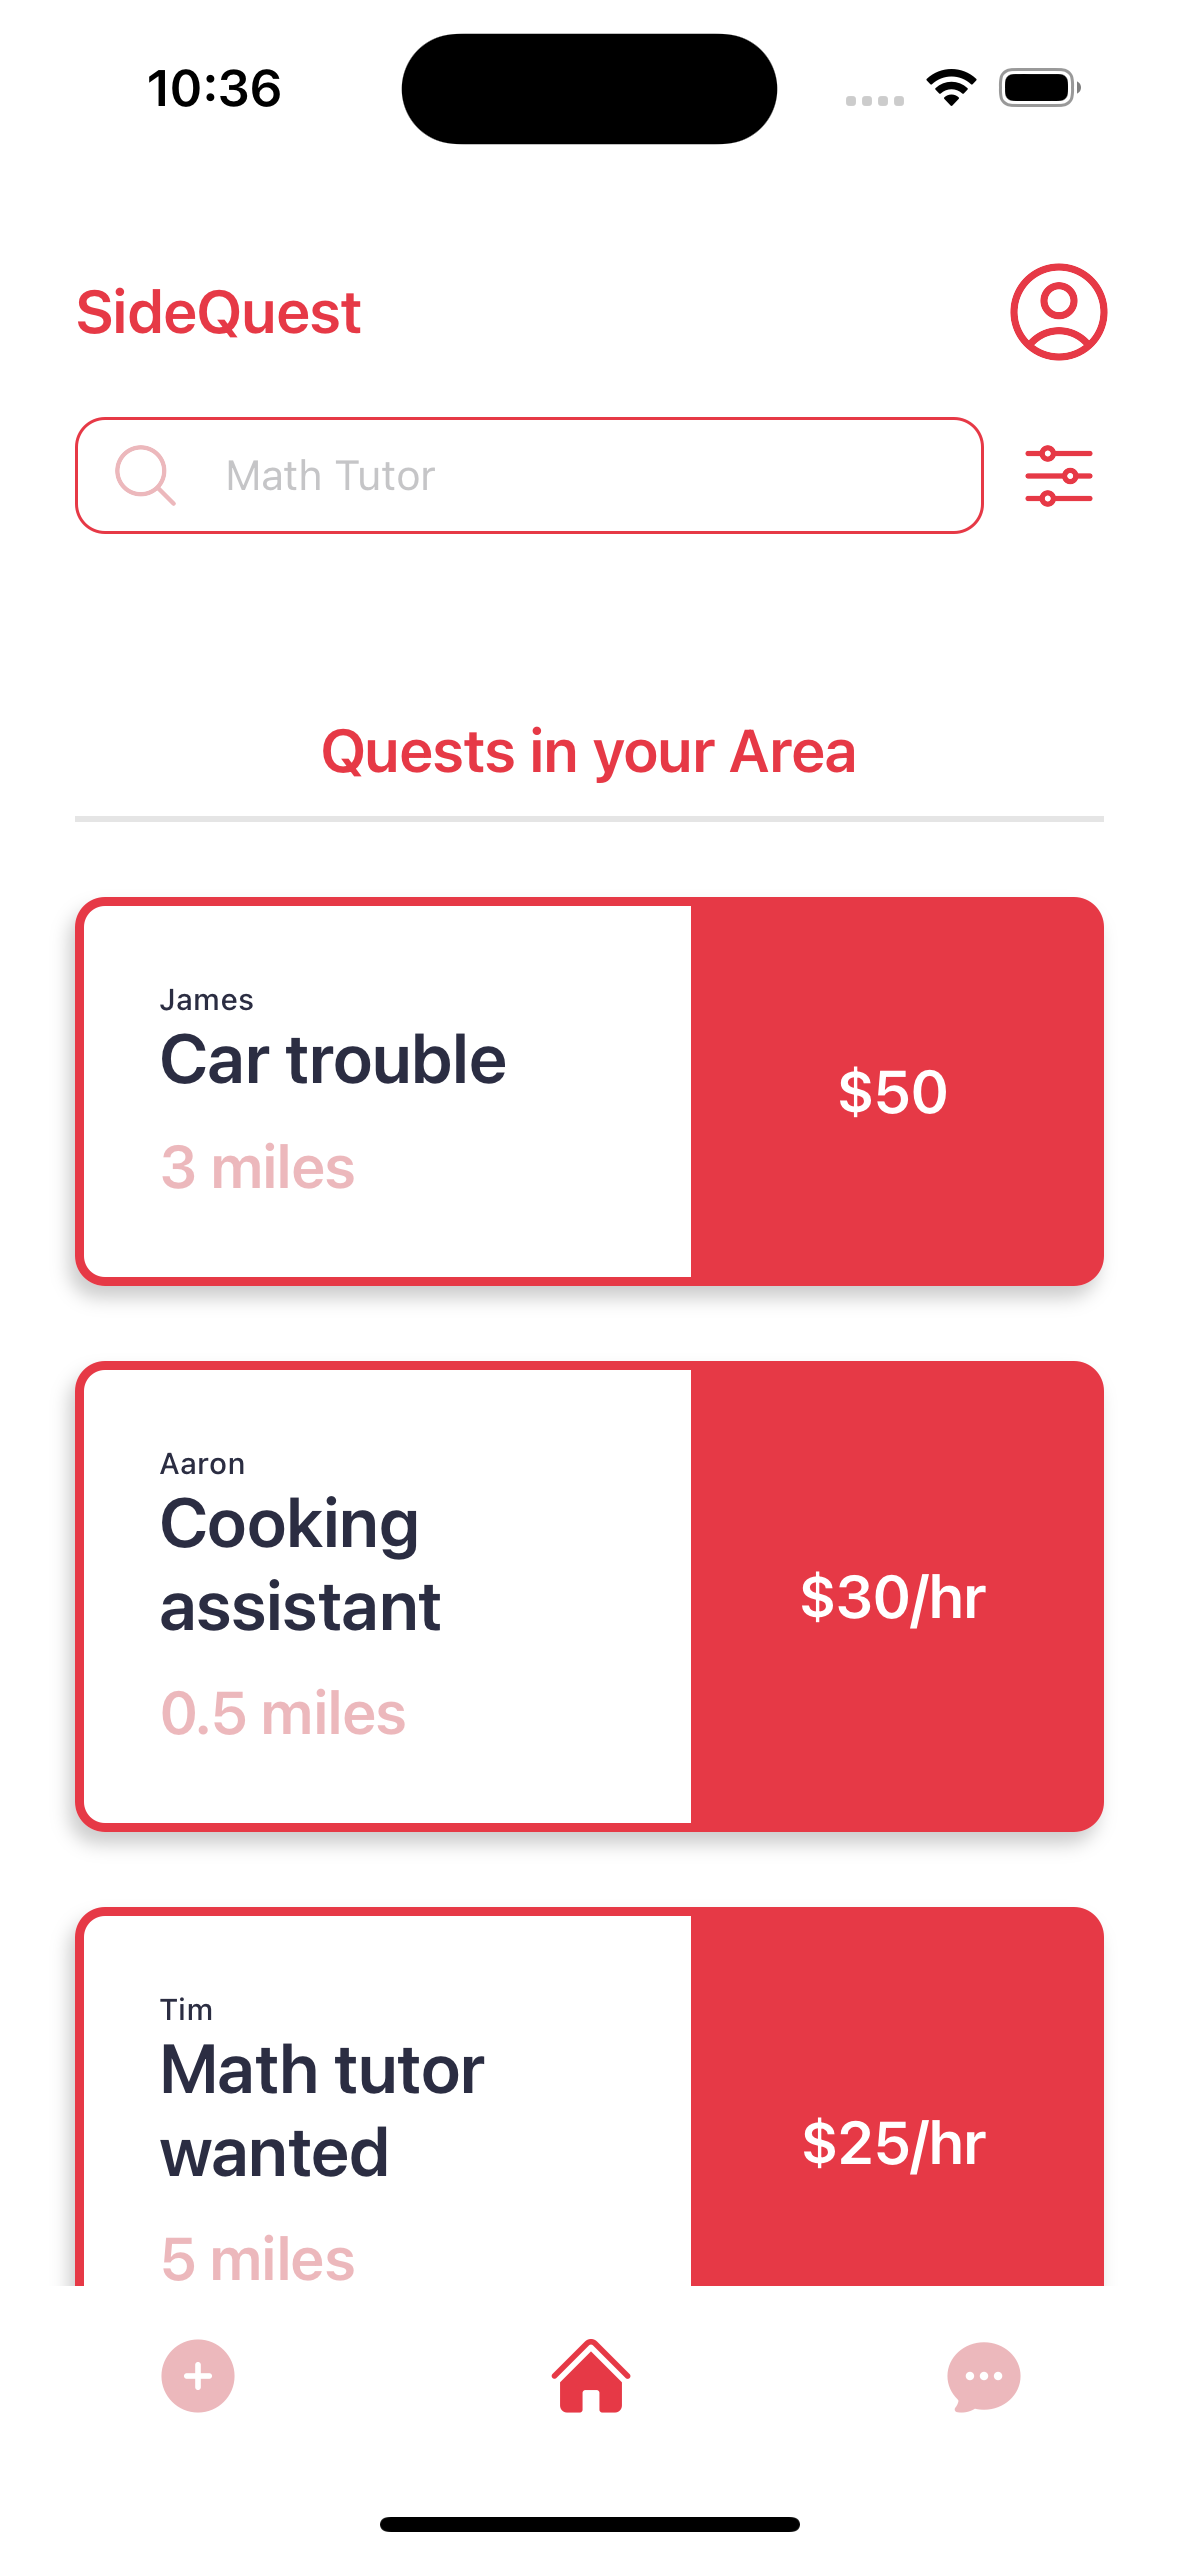 10:36
SideQuest
Math Tutor
Quests in your Area
James
Car trouble
3 miles
$50
Aaron
Cooking
assistant
0.5 miles
$30/hr
Tim
Math tutor
wanted
5 miles
$25/hr